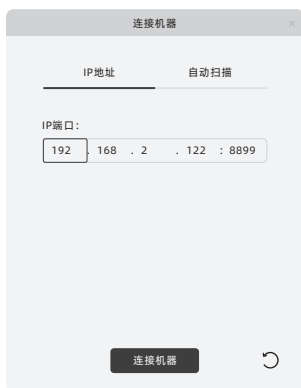 连接机器 ×
IP地址 自动扫描
IP端口:
192 . 168 . 2 . 122 : 8899
连接机器